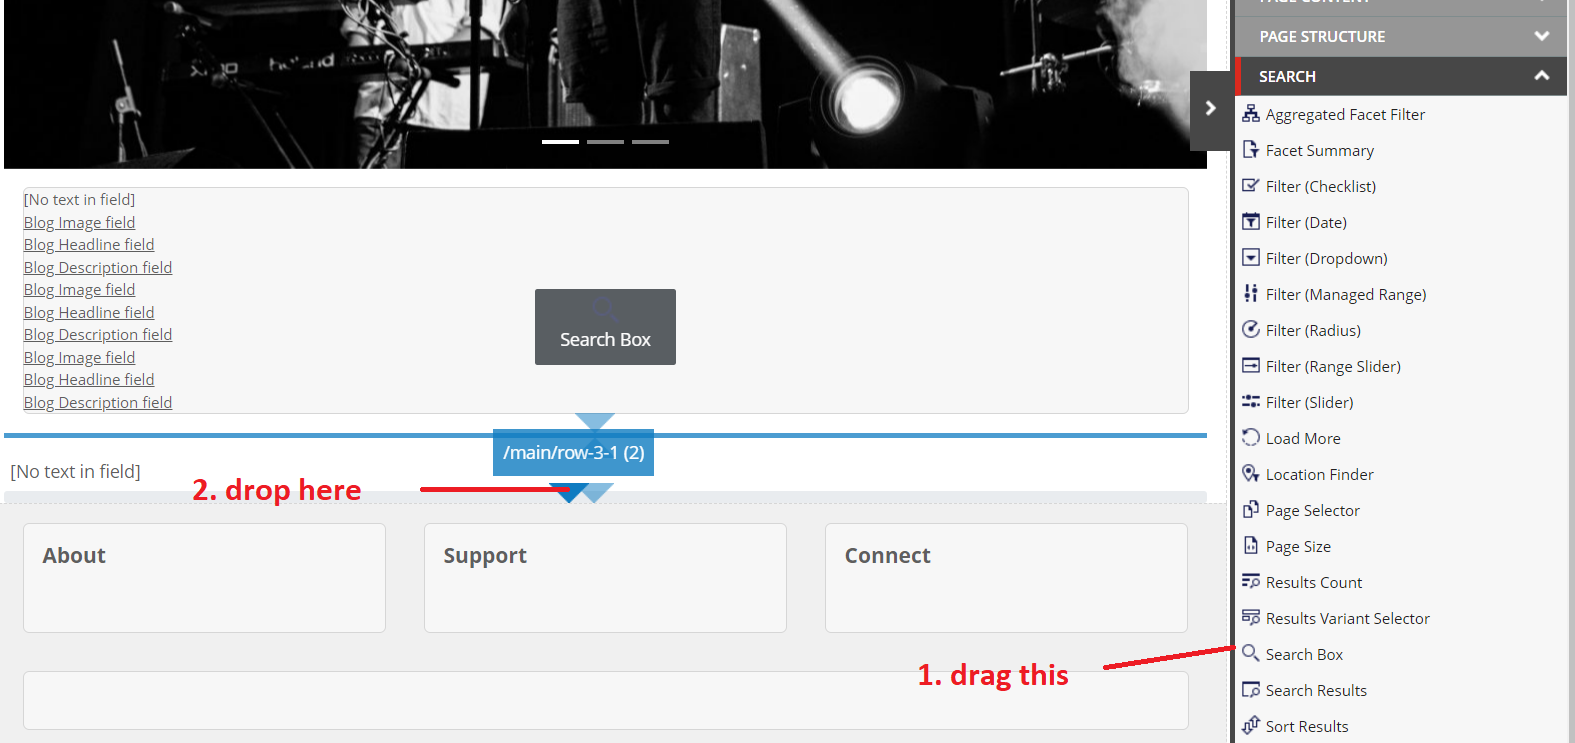 PAGE CONTENT
PAGE STRUCTURE
SEARCH
Aggregated Facet Filter
Facet Summary
Filter (Checklist)
Filter (Date)
Filter (Dropdown)
Filter (Managed Range)
Filter (Radius)
Filter (Range Slider)
Filter (Slider)
Load More
Location Finder
Page Selector
Page Size
Results Count
Results Variant Selector
Search Box
Search Results
Sort Results
[No text in field]
Blog Image field
Blog Headline field
Blog Description field
Blog Image field
Blog Headline field
Blog Description field
Blog Image field
Blog Headline field
Blog Description field
Search Box
/main/row-3-1 (2)
[No text in field]
2. drop here
About
Support
Connect
1. drag this